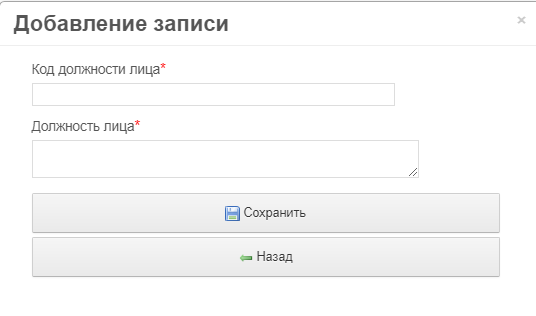 Добавление записи
×
Код должности лица*
Должность лица*
Сохранить
Назад